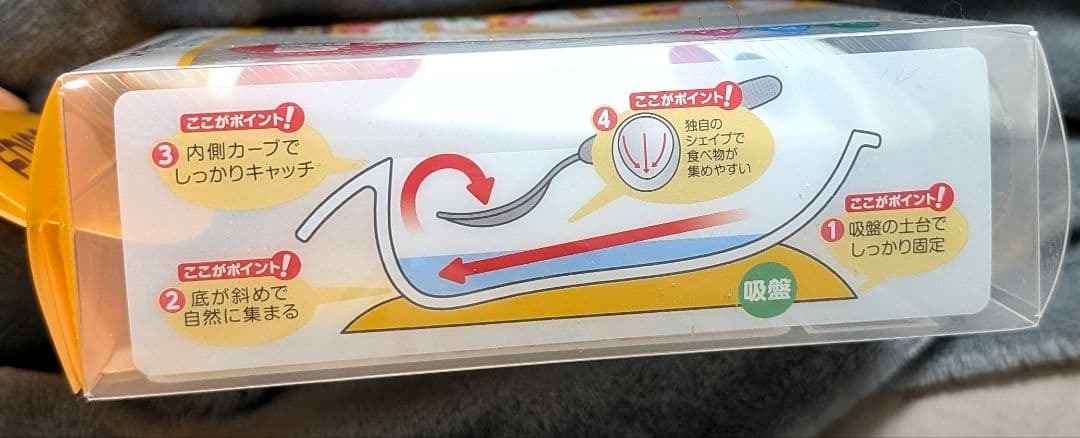 ここがポイント!
3 内側カーブで
しっかりキャッチ
ここがポイント!
4 独自の
シェイプで
食べ物が
集めやすい
ここがポイント!
1 吸盤の土台で
しっかり固定
ここがポイント!
2 底が斜めで
自然に集まる
吸盤